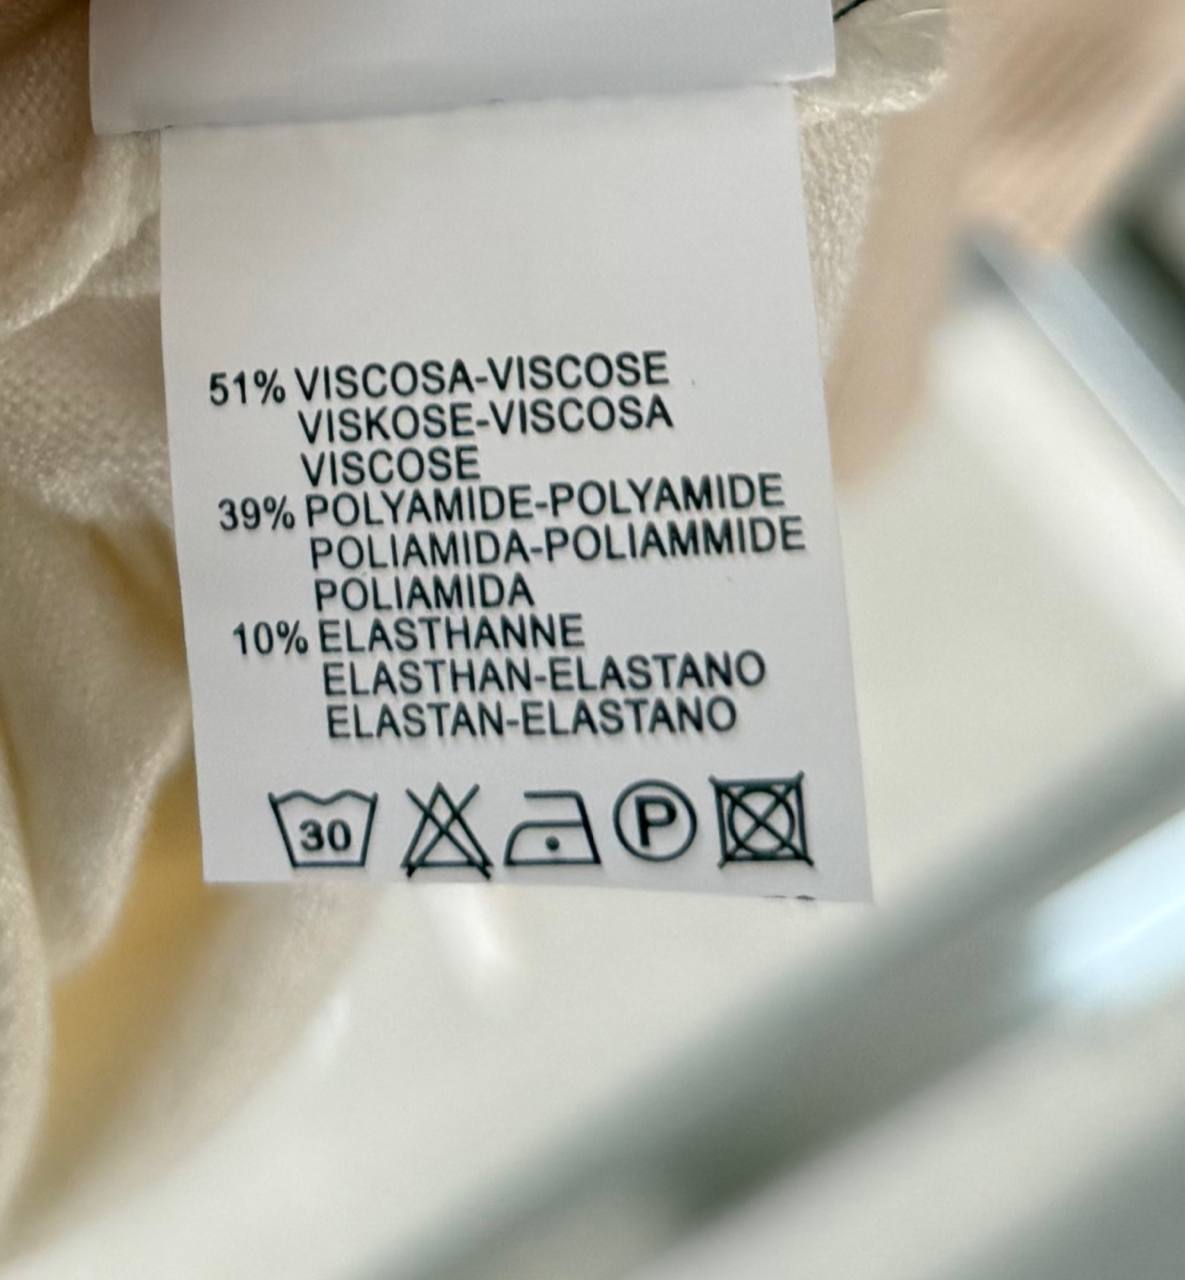 51% VISCOSA-VISCOSE
VISKOSE-VISCOSA
VISCOSE
39% POLYAMIDE-POLYAMIDE
POLIAMIDA-POLIAMMIDE
POLIAMIDA
10% ELASTHANNE
ELASTHAN-ELASTANO
ELASTAN-ELASTANO
30 P